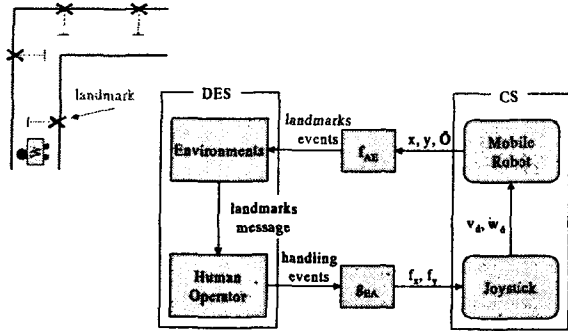 DES
CS
landmark
landmarks
events
x, y, Ō
Environments
f_AE
Mobile
Robot
landmarks
message
v_d, w_d
handling
events
Human
Operator
g_EA
f_x, f_y
Joystick
W